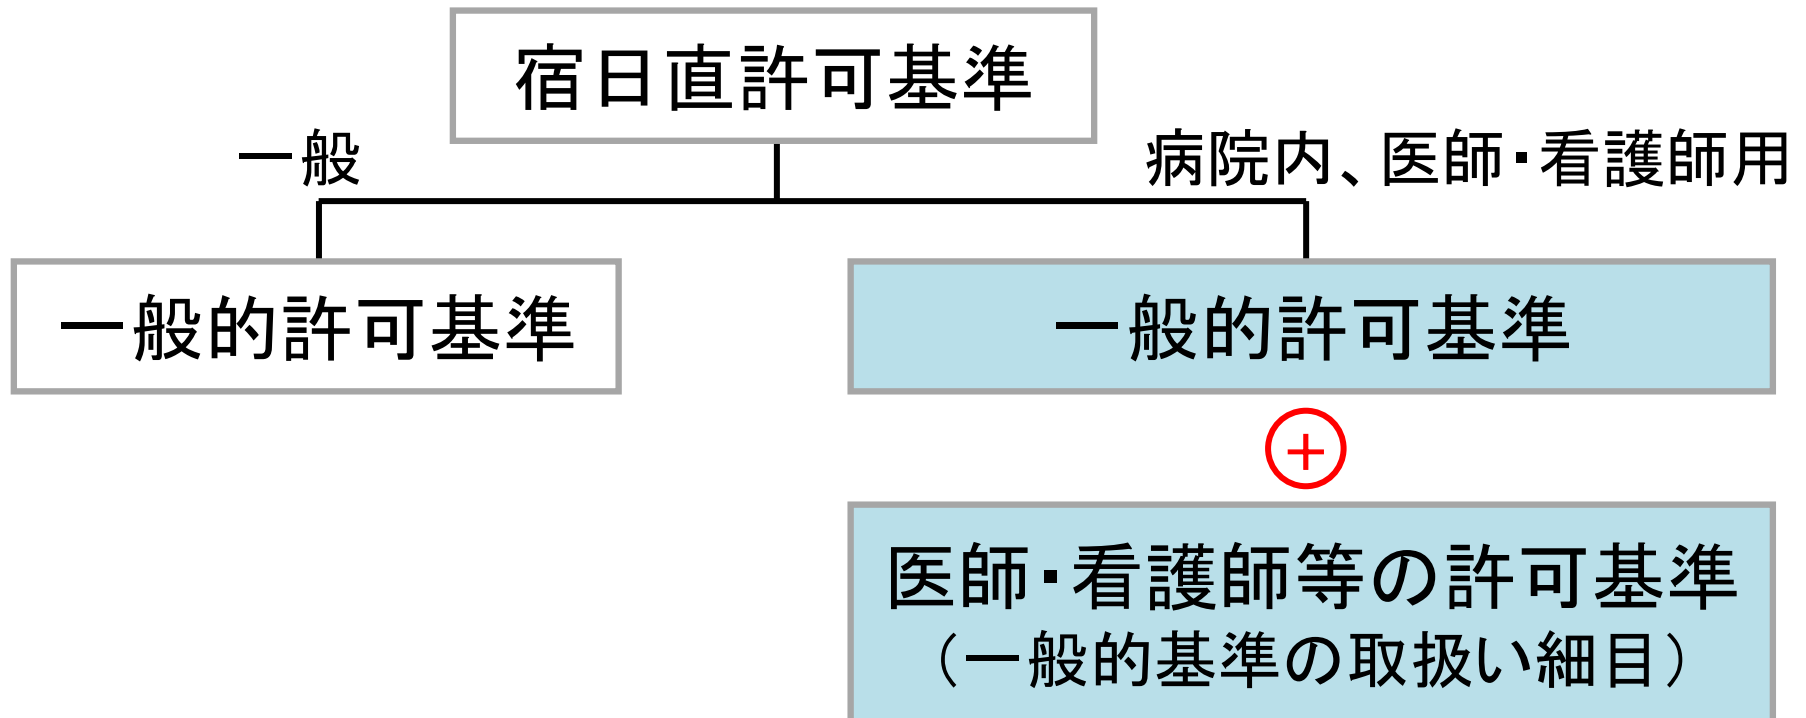 宿日直許可基準
一般
病院内、医師・看護師用
一般的許可基準
一般的許可基準
+
医師・看護師等の許可基準
（一般的基準の取扱い細目）